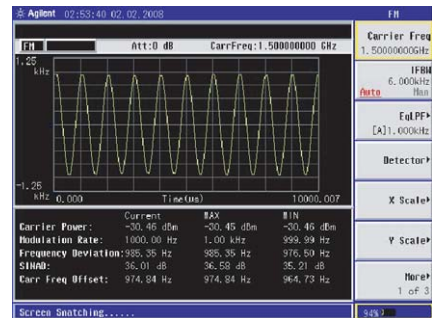 Agilent 02:53:40 02.02.2008
FM
FM Att:0 dB CarrFreq:1.500000000 GHz
Carrier Freq
1.50000000GHz
1.25
kHz
IFBW
6.000kHz
Auto Man
EqLPF
[A]1.000kHz
Detector
X Scale
-1.25
kHz 0.000 Time(us) 10000.007
Current MAX MIN
Carrier Power: -30.46 dBm -30.45 dBm -30.46 dBm
Modulation Rate: 1000.00 Hz 1.00 kHz 999.99 Hz
Frequency Deviation:985.35 Hz 985.35 Hz 976.50 Hz
SINAD: 36.01 dB 36.58 dB 35.21 dB
Carr Freq Offset: 974.84 Hz 974.84 Hz 964.73 Hz
Y Scale
More
1 of 3
Screen Snatching......
94%